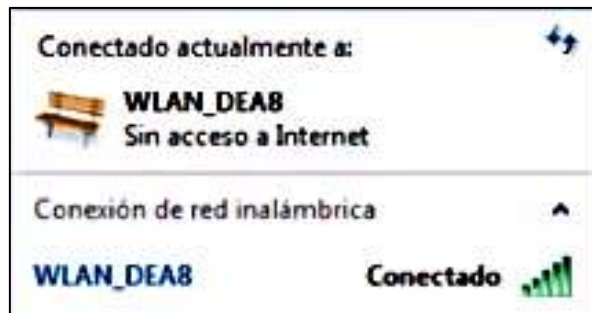 Conectado actualmente a:
WLAN_DEA8
Sin acceso a Internet
Conexión de red inalámbrica
WLAN_DEA8 Conectado